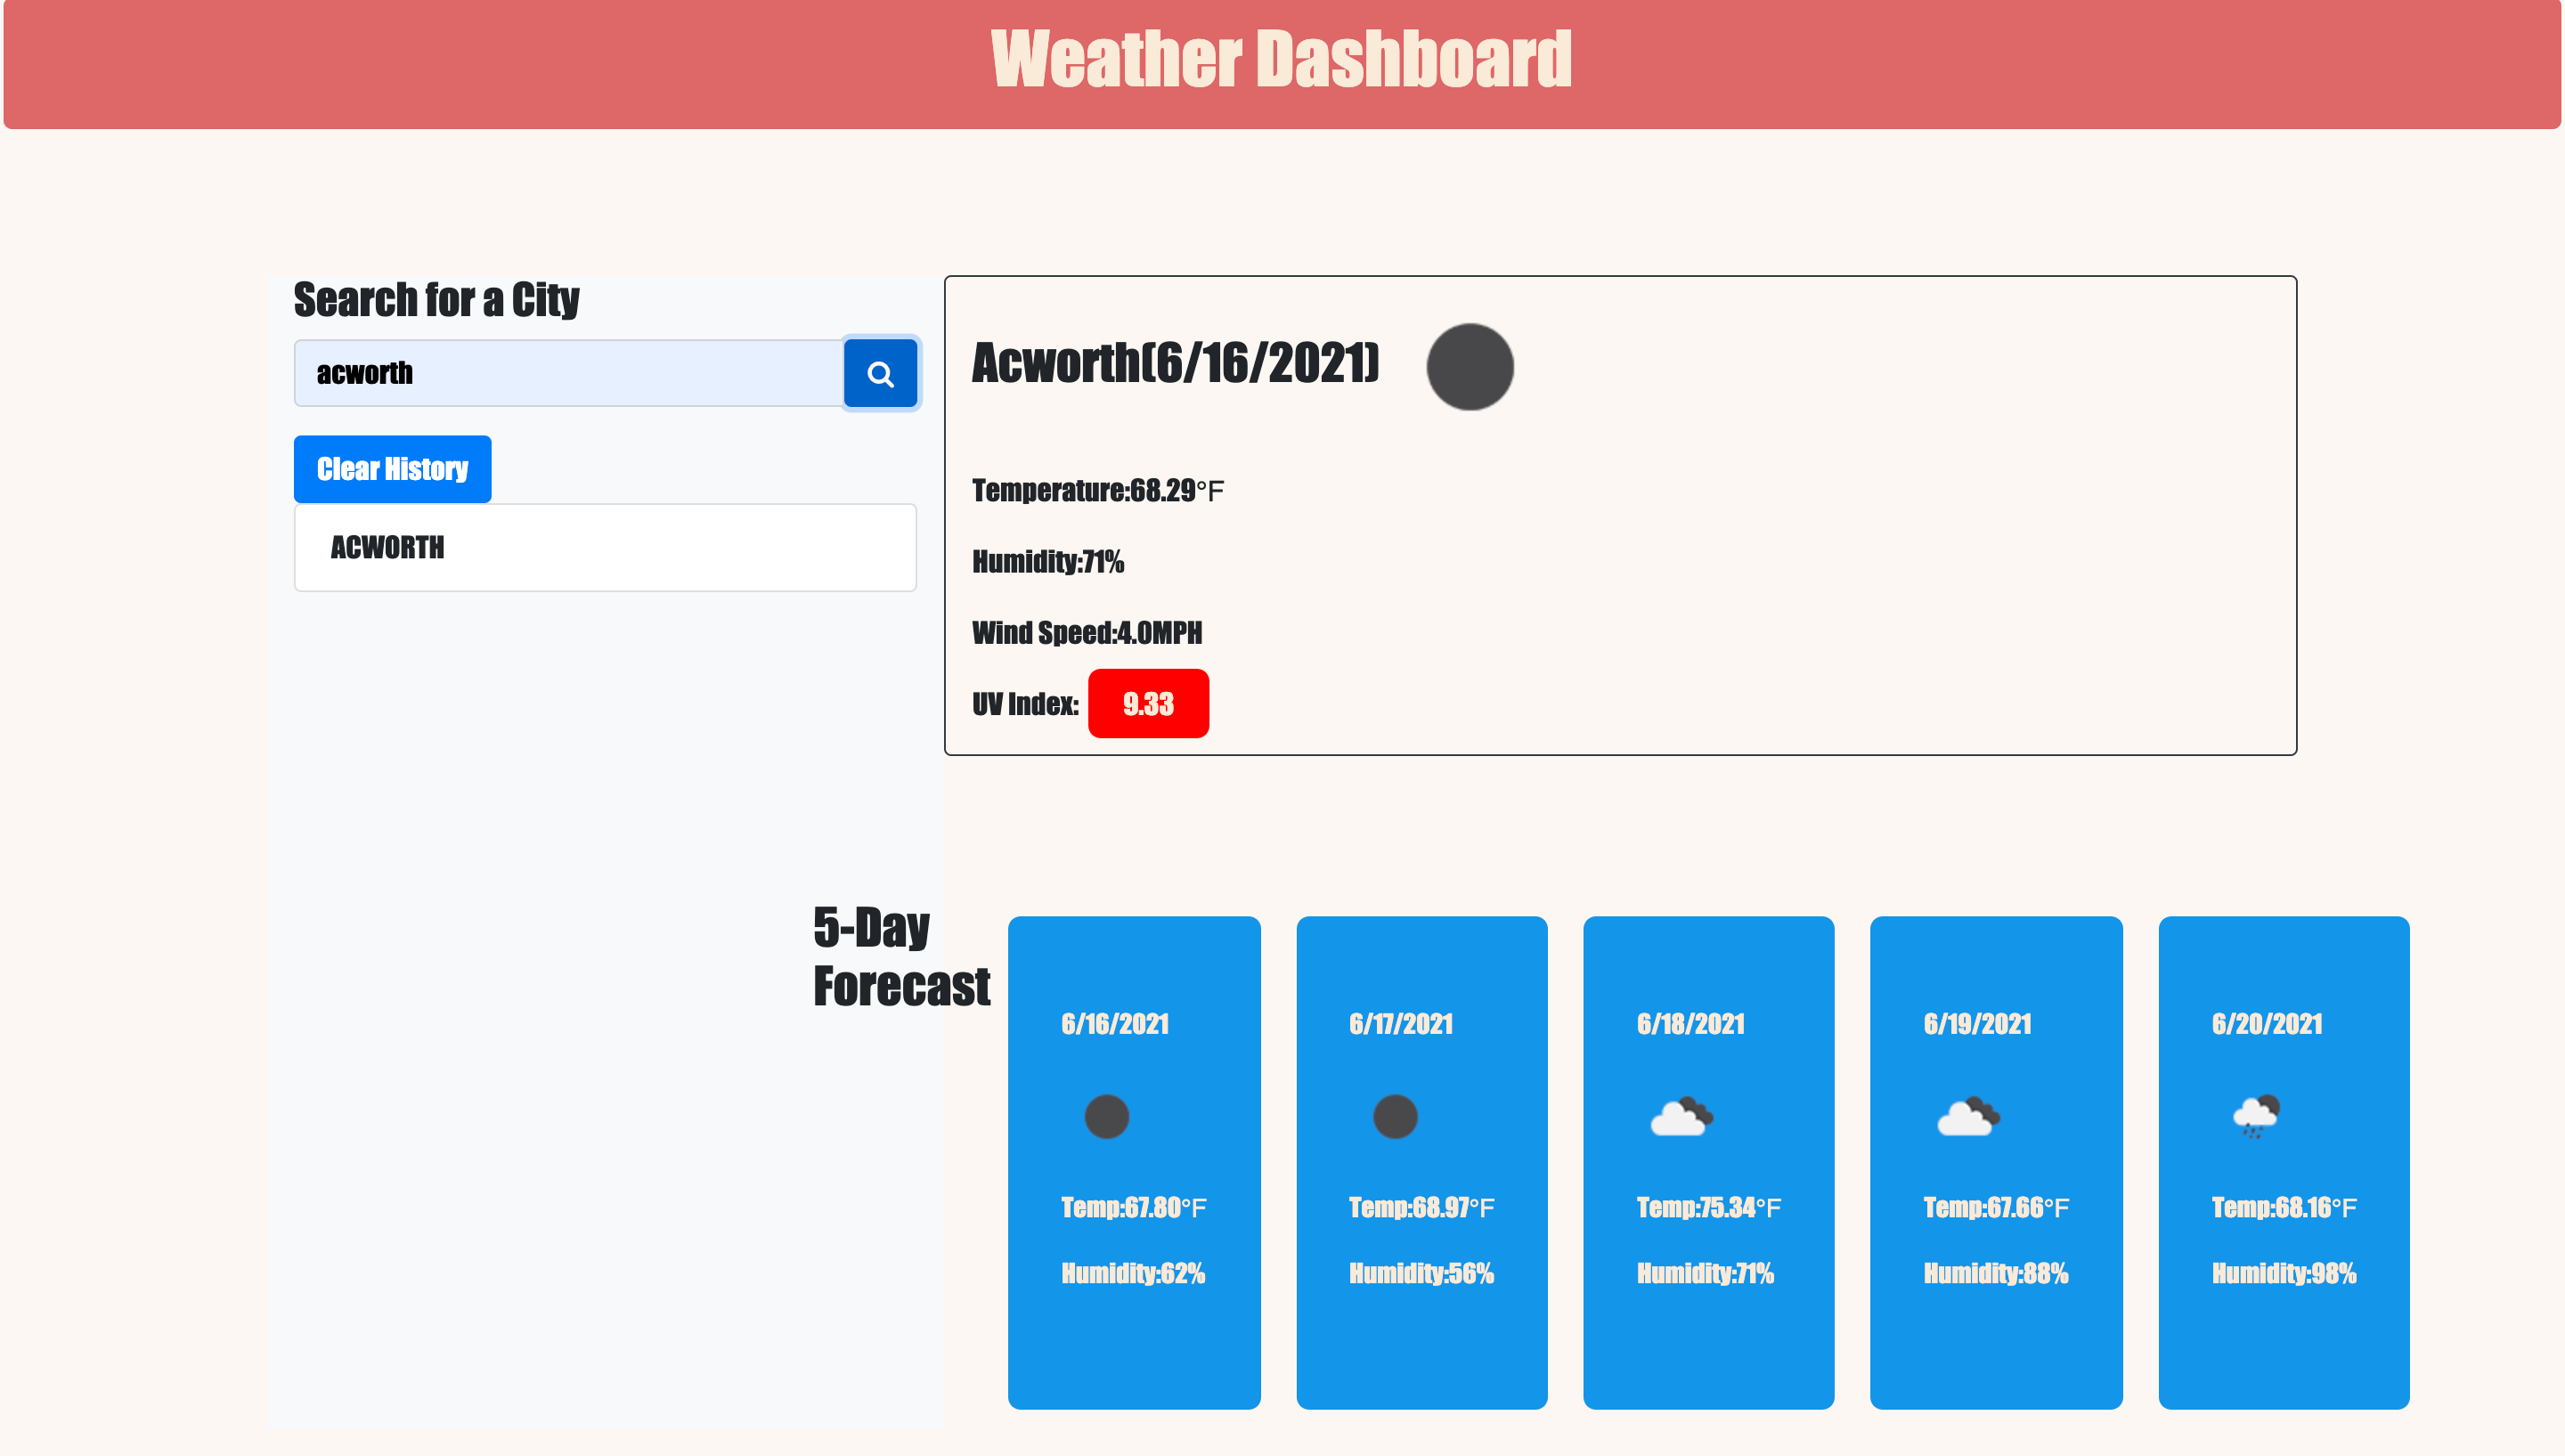 Weather Dashboard
Search for a City
acworth
Clear History
ACWORTH
Acworth(6/16/2021)
Temperature:68.29°F
Humidity:71%
Wind Speed:4.0MPH
UV Index: 9.33
5-Day
Forecast
6/16/2021
Temp:67.80°F
Humidity:62%
6/17/2021
Temp:68.97°F
Humidity:56%
6/18/2021
Temp:75.34°F
Humidity:71%
6/19/2021
Temp:67.66°F
Humidity:88%
6/20/2021
Temp:68.16°F
Humidity:98%